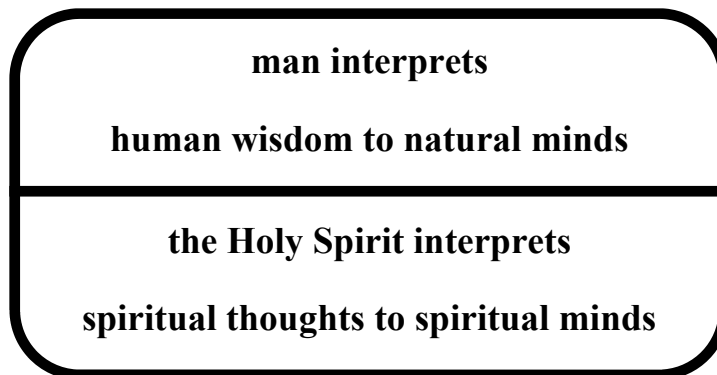 man interprets
human wisdom to natural minds
the Holy Spirit interprets
spiritual thoughts to spiritual minds